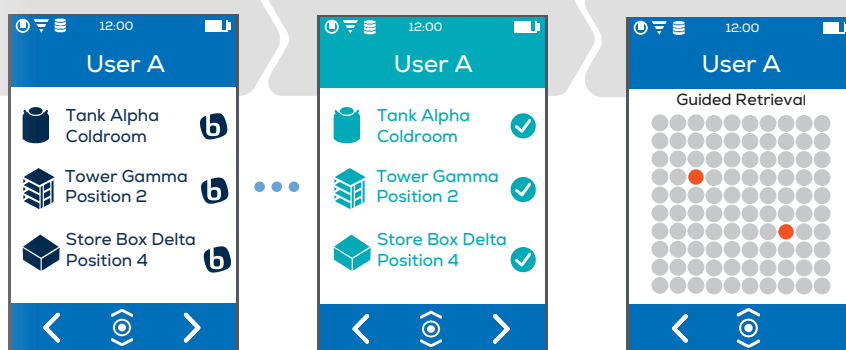 12:00
User A
Tank Alpha
Coldroom
b
Tower Gamma
Position 2
b
Store Box Delta
Position 4
b
12:00
User A
Tank Alpha
Coldroom
Tower Gamma
Position 2
Store Box Delta
Position 4
12:00
User A
Guided Retrieval